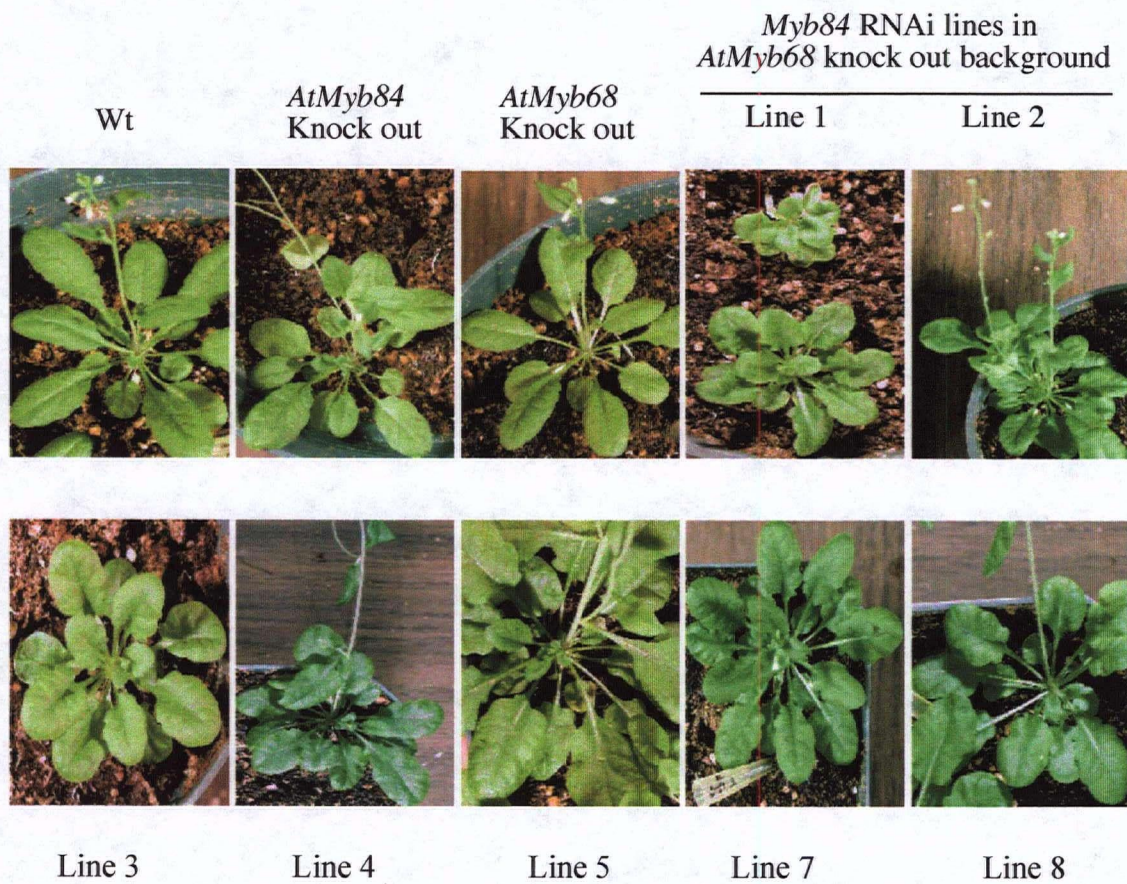 Myb84 RNAi lines in
AtMyb68 knock out background
Wt
AtMyb84
Knock out
AtMyb68
Knock out
Line 1
Line 2
Line 3
Line 4
Line 5
Line 7
Line 8